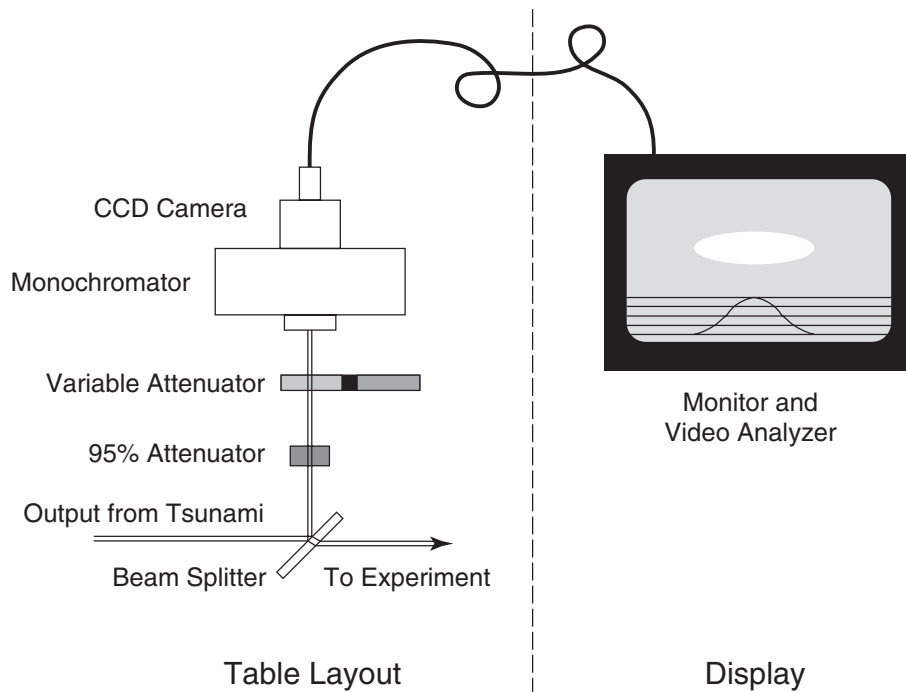 CCD Camera
Monochromator
Variable Attenuator
95% Attenuator
Output from Tsunami
Beam Splitter
To Experiment
Monitor and
Video Analyzer
Table Layout
Display